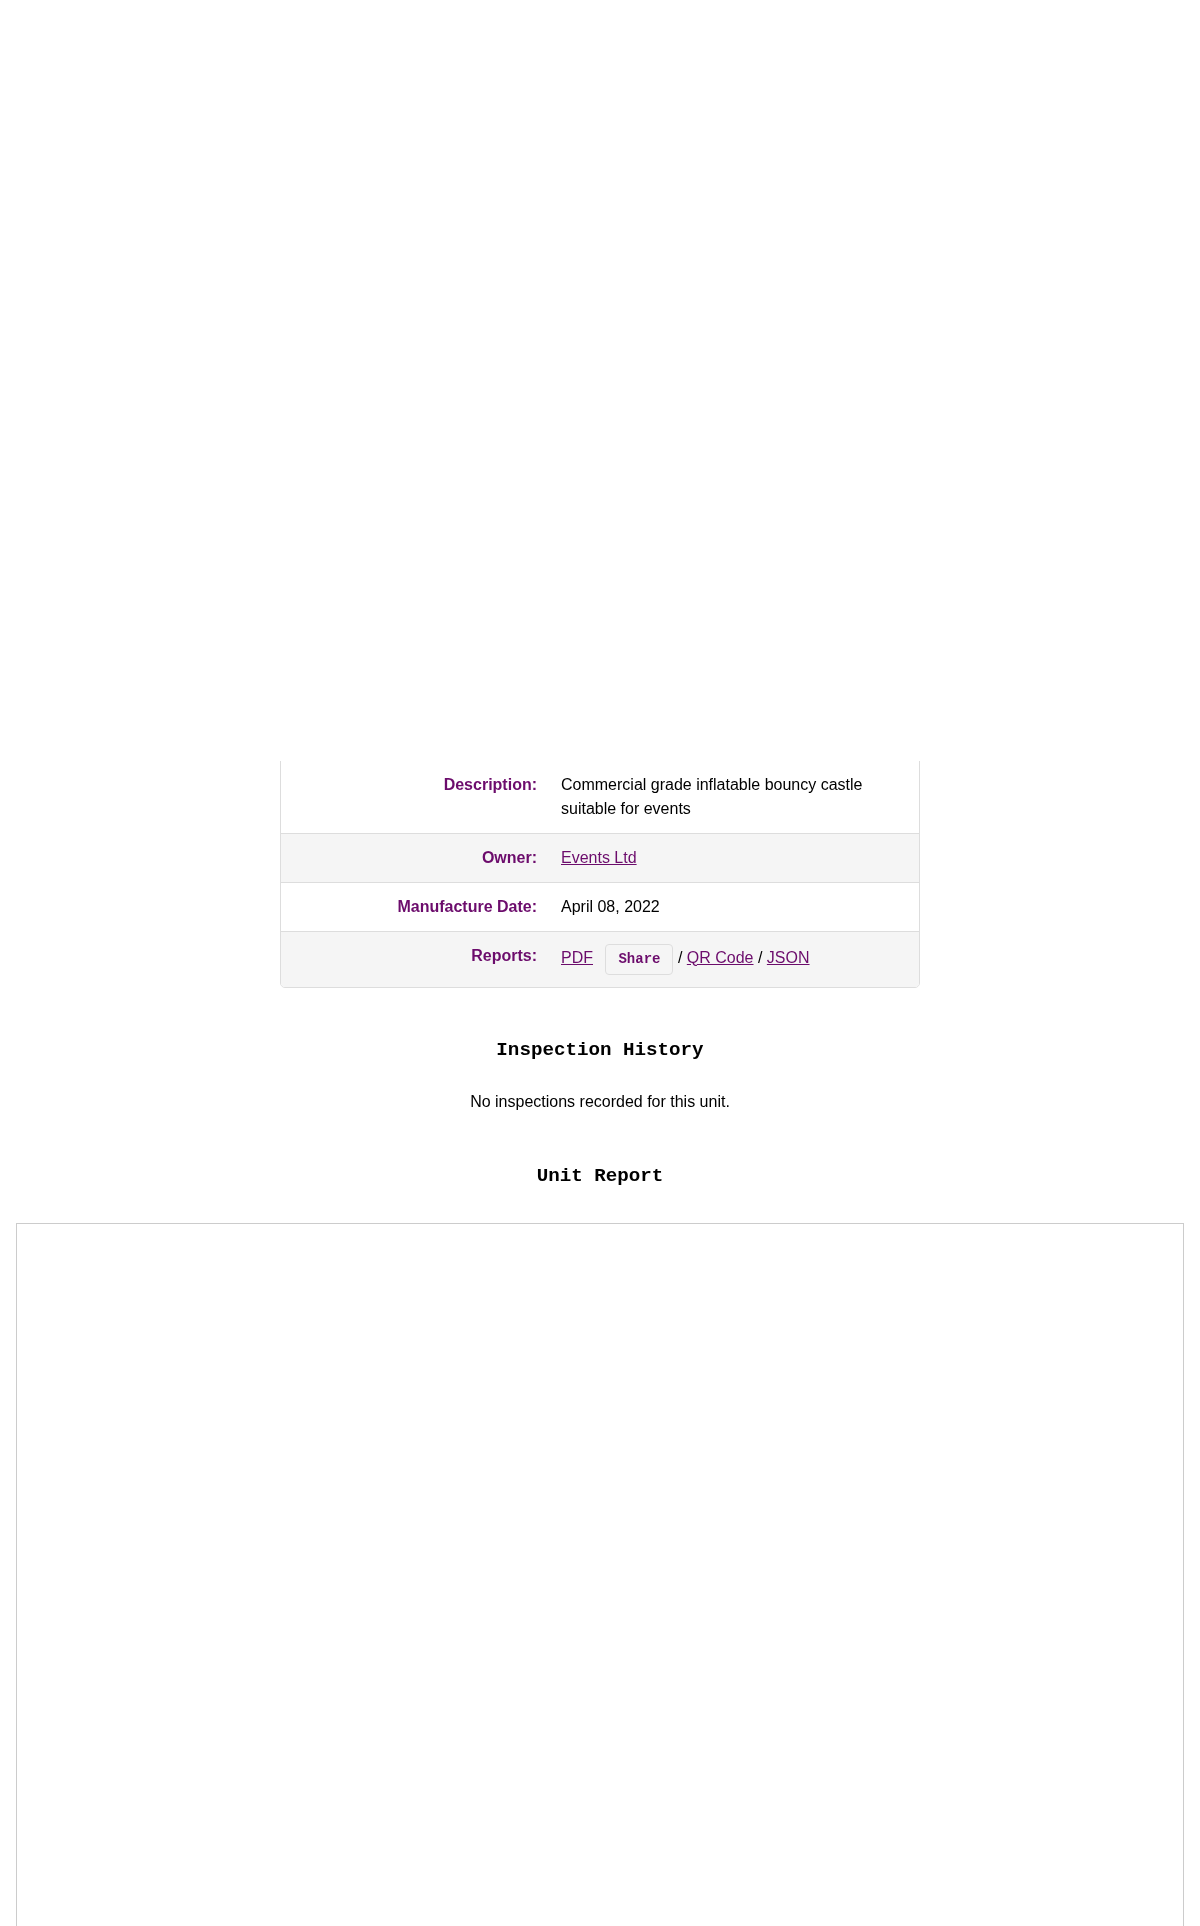 Description: Commercial grade inflatable bouncy castle
suitable for events
Owner: Events Ltd
Manufacture Date: April 08, 2022
Reports: PDF Share / QR Code / JSON
Inspection History
No inspections recorded for this unit.
Unit Report